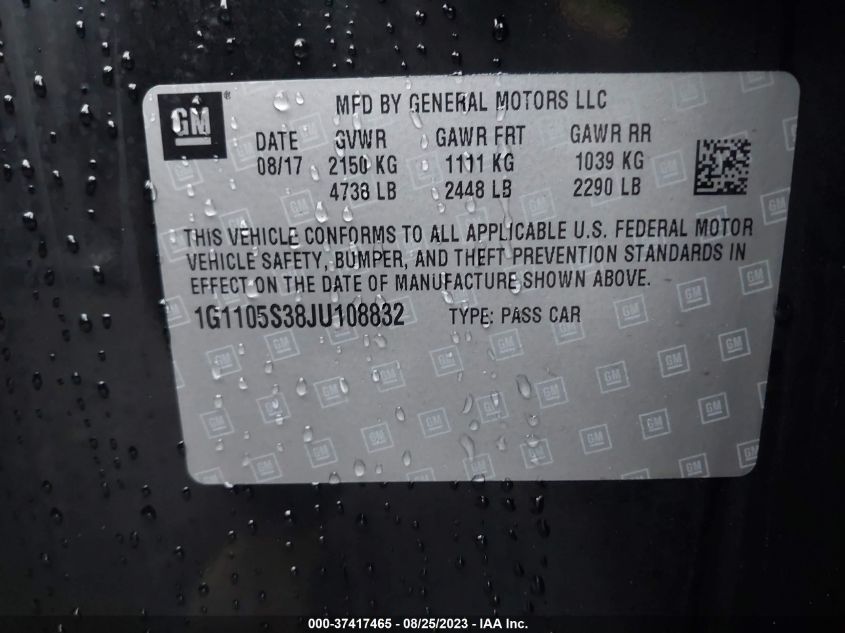 GM ®
MFD BY GENERAL MOTORS LLC
DATE GVWR GAWR FRT GAWR RR
08/17 2150 KG 1111 KG 1039 KG
4738 LB 2448 LB 2290 LB
THIS VEHICLE CONFORMS TO ALL APPLICABLE U.S. FEDERAL MOTOR
VEHICLE SAFETY, BUMPER, AND THEFT PREVENTION STANDARDS IN
EFFECT ON THE DATE OF MANUFACTURE SHOWN ABOVE.
1G1105S38JU108832 TYPE: PASS CAR
000-37417465 - 08/25/2023 - IAA Inc.